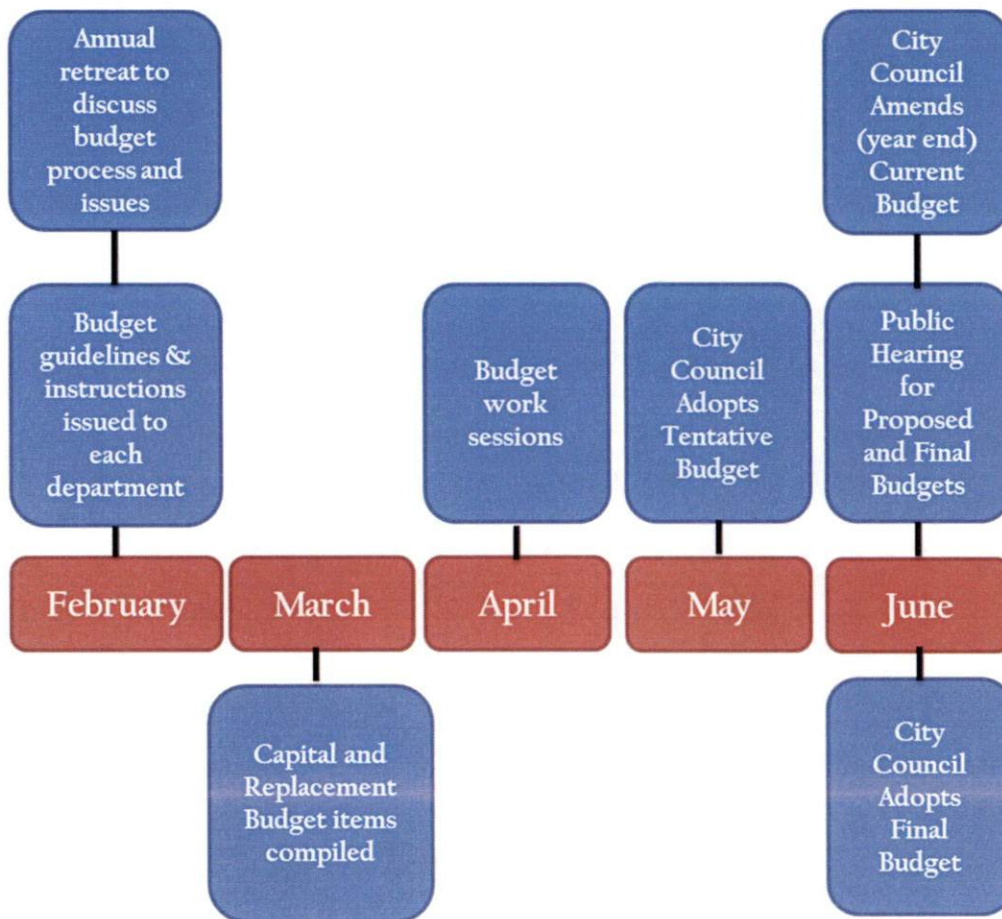 Annual
retreat to
discuss
budget
process and
issues
City
Council
Amends
(year end)
Current
Budget
Budget
guidelines &
instructions
issued to
each
department
Budget
work
sessions
City
Council
Adopts
Tentative
Budget
Public
Hearing
for
Proposed
and Final
Budgets
February
March
April
May
June
Capital and
Replacement
Budget items
compiled
City
Council
Adopts
Final
Budget